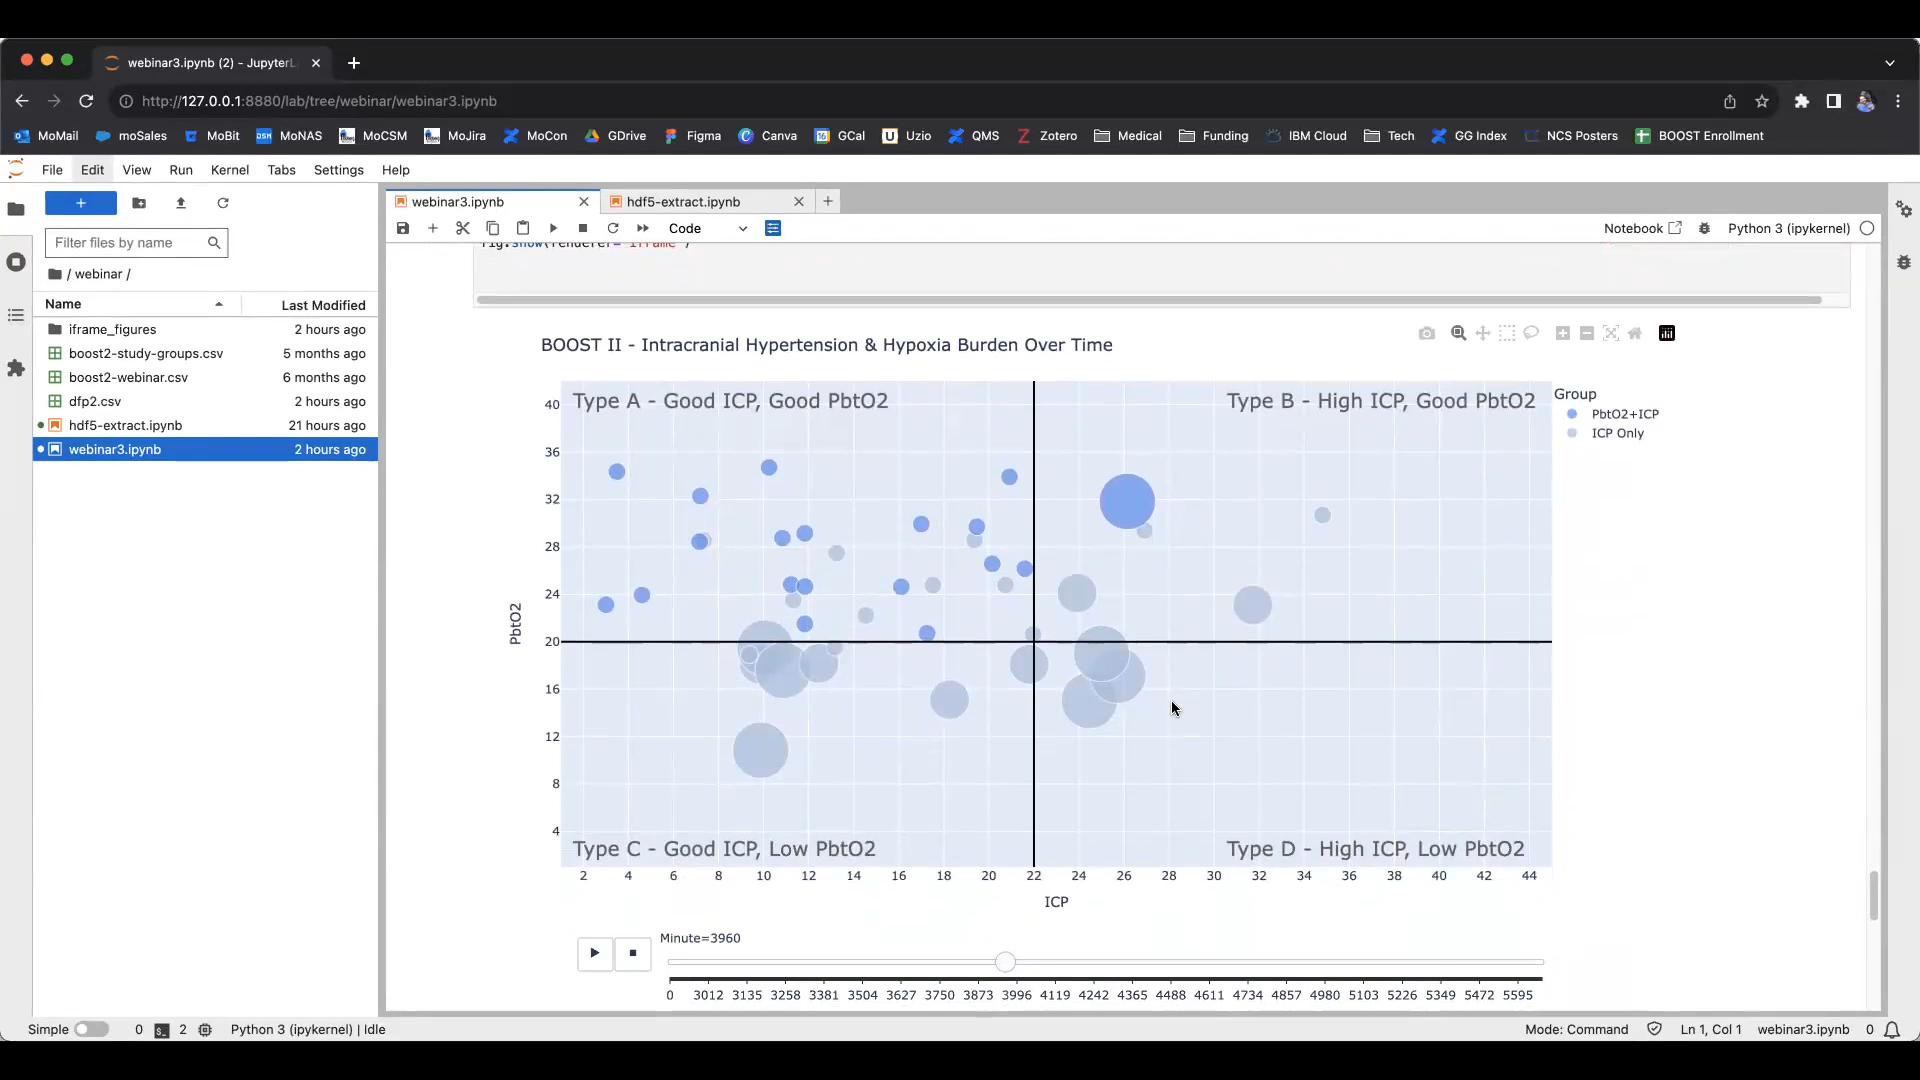 webinar3.ipynb (2) - JupyterL
http://127.0.0.1:8880/lab/tree/webinar/webinar3.ipynb
MoMail moSales MoBit MoNAS MoCSM MoJira MoCon GDrive Figma Canva GCal Uzio QMS Zotero Medical Funding IBM Cloud Tech GG Index NCS Posters BOOST Enrollment
File Edit View Run Kernel Tabs Settings Help
webinar3.ipynb hdf5-extract.ipynb
Code
Notebook Python 3 (ipykernel)
Filter files by name
/ webinar /
Name Last Modified
iframe_figures 2 hours ago
boost2-study-groups.csv 5 months ago
boost2-webinar.csv 6 months ago
dfp2.csv 2 hours ago
hdf5-extract.ipynb 21 hours ago
webinar3.ipynb 2 hours ago
fig.show(renderer="iframe")
BOOST II - Intracranial Hypertension & Hypoxia Burden Over Time
Type A - Good ICP, Good PbtO2
Type B - High ICP, Good PbtO2
Group
PbtO2+ICP
ICP Only
40
36
32
28
24
20
16
12
8
4
PbtO2
Type C - Good ICP, Low PbtO2
Type D - High ICP, Low PbtO2
2 4 6 8 10 12 14 16 18 20 22 24 26 28 30 32 34 36 38 40 42 44
ICP
Minute=3960
0 3012 3135 3258 3381 3504 3627 3750 3873 3996 4119 4242 4365 4488 4611 4734 4857 4980 5103 5226 5349 5472 5595
Simple 0 2 Python 3 (ipykernel) | Idle
Mode: Command Ln 1, Col 1 webinar3.ipynb 0